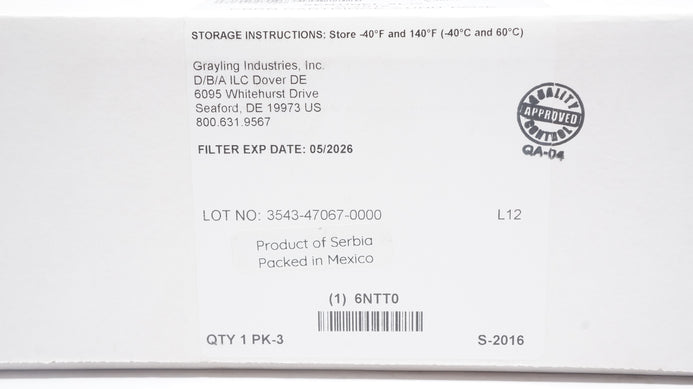 STORAGE INSTRUCTIONS: Store -40°F and 140°F (-40°C and 60°C)
Grayling Industries, Inc.
D/B/A ILC Dover DE
6095 Whitehurst Drive
Seaford, DE 19973 US
800.631.9567
QUALITY
APPROVED
CONTROL
QA-04
FILTER EXP DATE: 05/2026
LOT NO: 3543-47067-0000 L12
Product of Serbia
Packed in Mexico
(1) 6NTT0
QTY 1 PK-3 S-2016